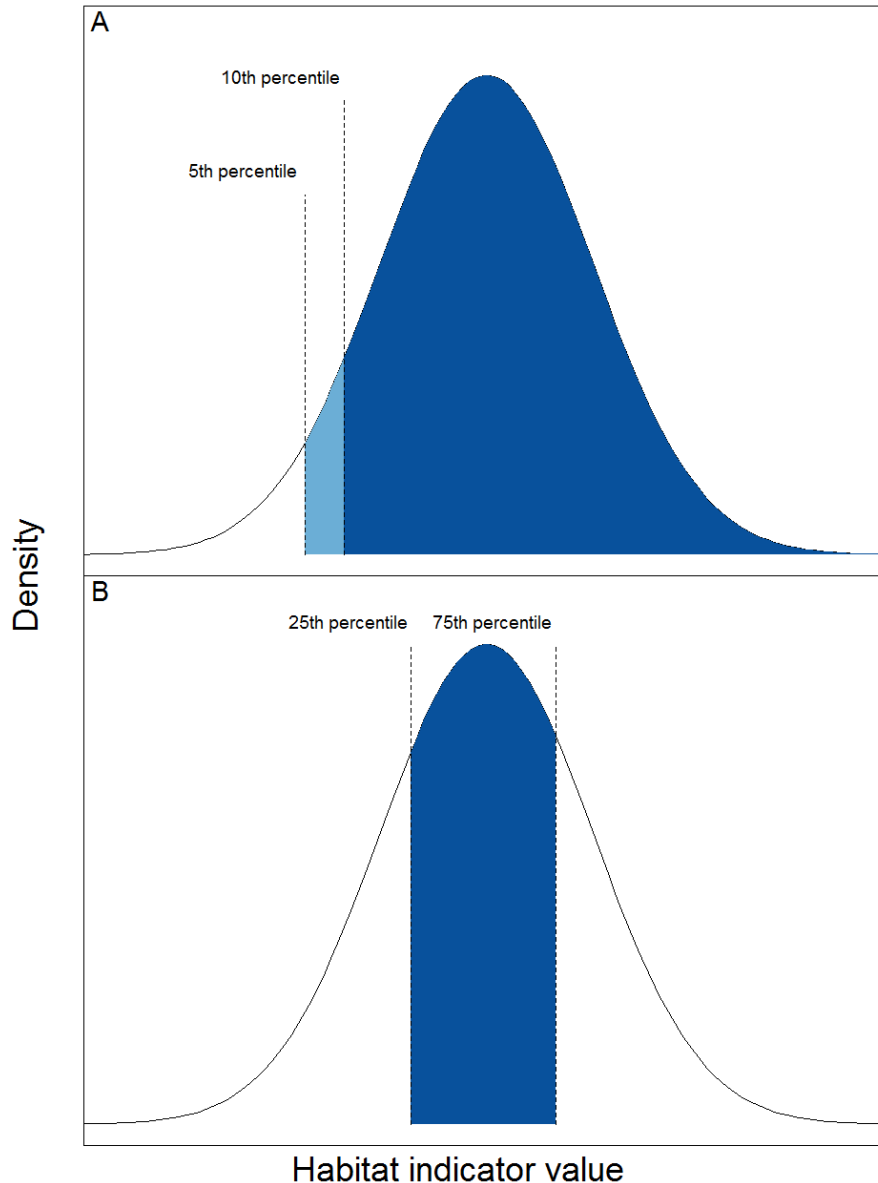 A
10th percentile
5th percentile
Density
B
25th percentile 75th percentile
Habitat indicator value